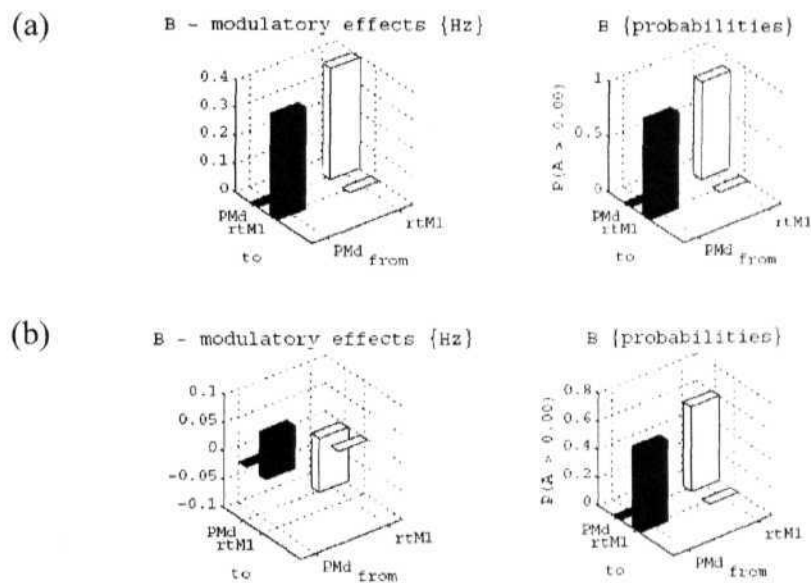 (a)
B - modulatory effects {Hz}
B {probabilities}
0.4
0.3
0.2
0.1
0
PMd
rtM1
to
PMd
from
rtM1
P(A > 0.00)
1
0.5
0
PMd
rtM1
to
PMd
from
rtM1
(b)
B - modulatory effects {Hz}
B {probabilities}
0.1
0.05
0
-0.05
-0.1
PMd
rtM1
to
PMd
from
rtM1
P(A > 0.00)
0.8
0.6
0.4
0.2
0
PMd
rtM1
to
PMd
from
rtM1